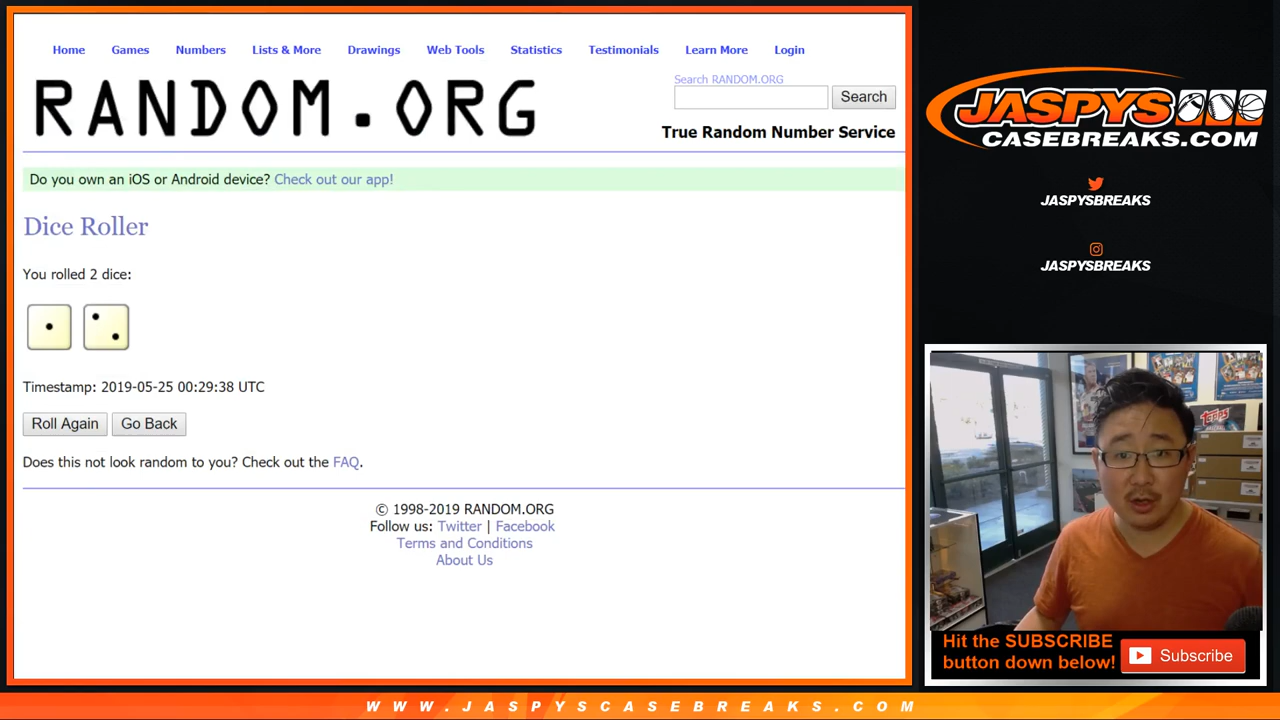 Home Games Numbers Lists & More Drawings Web Tools Statistics Testimonials Learn More Login
RANDOM.ORG
Search RANDOM.ORG
Search
True Random Number Service
Do you own an iOS or Android device? Check out our app!
Dice Roller
You rolled 2 dice:
Timestamp: 2019-05-25 00:29:38 UTC
Roll Again Go Back
Does this not look random to you? Check out the FAQ.
© 1998-2019 RANDOM.ORG
Follow us: Twitter | Facebook
Terms and Conditions
About Us
JASPYS
CASEBREAKS.COM
JASPYSBREAKS
JASPYSBREAKS
TOPPS
Hit the SUBSCRIBE
button down below!
Subscribe
WWW.JASPYSCASEBREAKS.COM